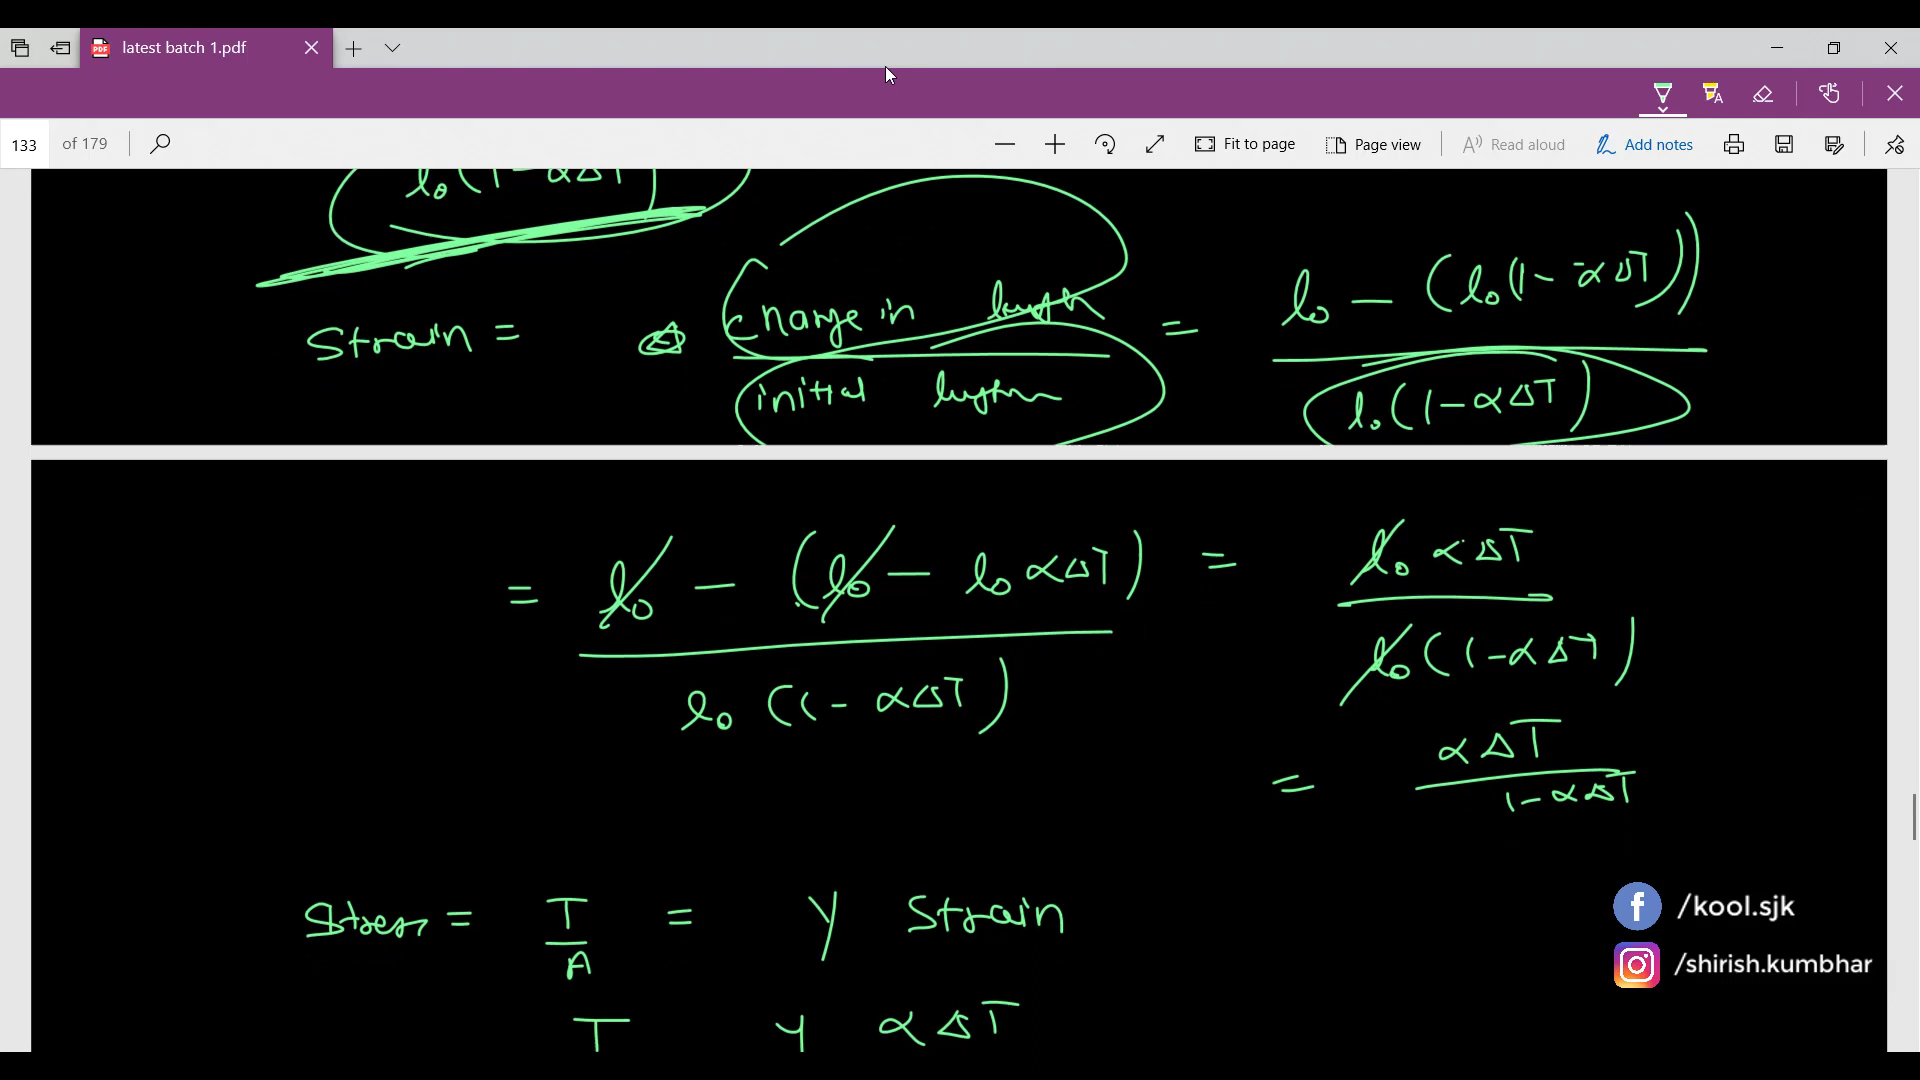 latest batch 1.pdf
133 of 179
Fit to page
Page view
Read aloud
Add notes
l₀(1-αΔT)
Strain = change in length / initial length = l₀ - (l₀(1-αΔT)) / l₀(1-αΔT)
= l₀ - (l₀ - l₀αΔT) / l₀(1-αΔT) = l₀αΔT / l₀(1-αΔT)
= αΔT / 1-αΔT
Stress = T/A = Y Strain
T Y αΔT
/kool.sjk
/shirish.kumbhar